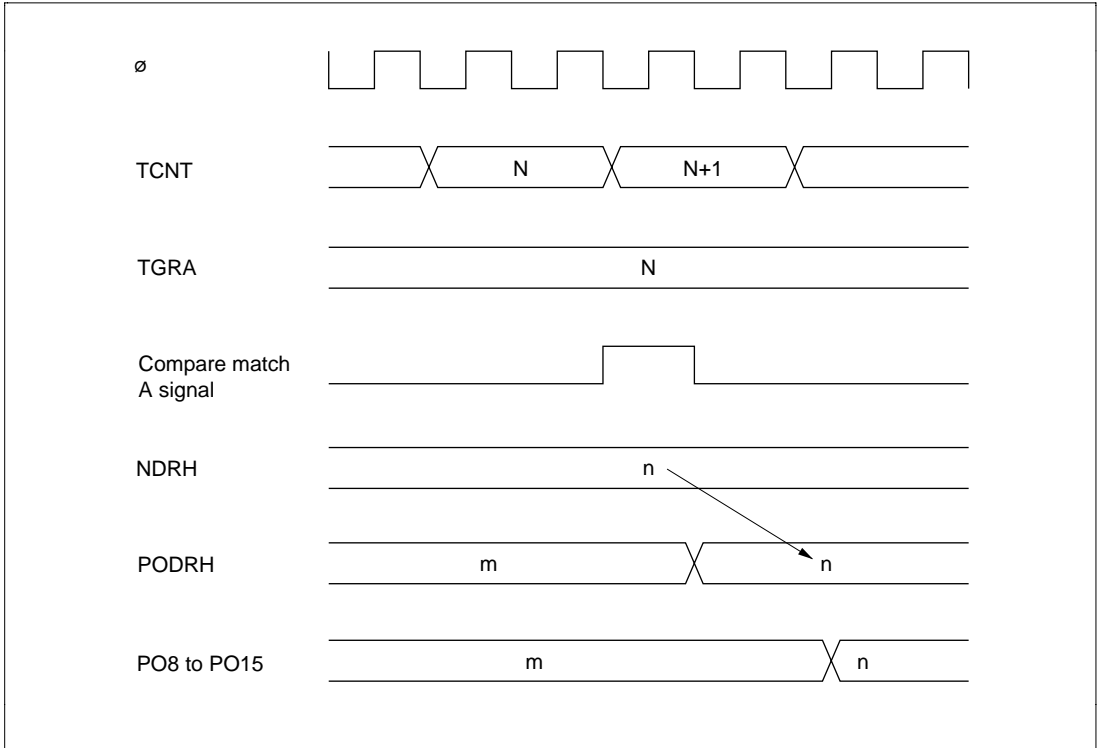 ø
TCNT
N
N+1
TGRA
N
Compare match
A signal
NDRH
n
PODRH
m
n
PO8 to PO15
m
n